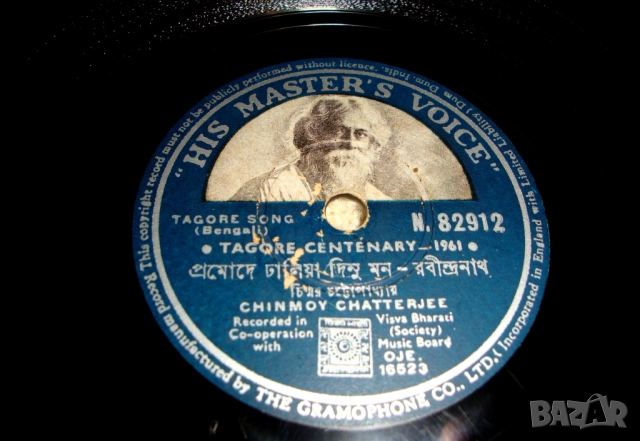 This copyright record must not be publicly performed without licence.
"HIS MASTER'S VOICE"
TAGORE SONG
(Bengali)
N. 82912
• TAGORE CENTENARY—1961 •
প্রমোদে ঢালিয়া দিনু মন - রবীন্দ্রনাথ
চিন্ময় চট্টোপাধ্যায়
CHINMOY CHATTERJEE
Recorded in
Co-operation
with
Visva Bharati
(Society)
Music Board
OJE.
16523
Record manufactured by THE GRAMOPHONE CO., LTD., (Incorporated in England with Limited Liability) Dum Dum, India.
BAZAR